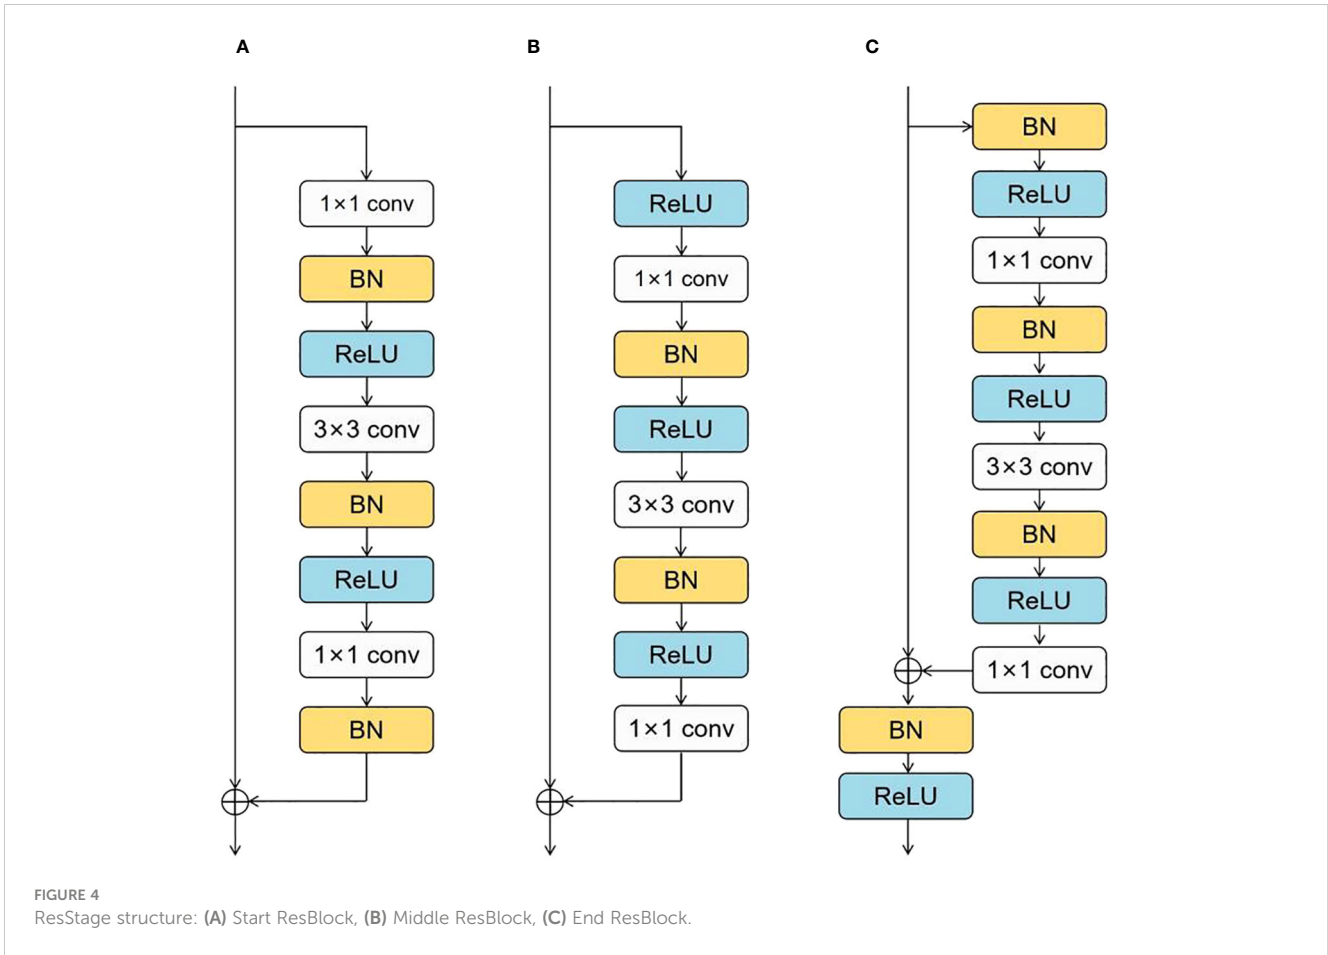 A
B
C
1×1 conv
BN
ReLU
3×3 conv
BN
ReLU
1×1 conv
BN
ReLU
1×1 conv
BN
ReLU
3×3 conv
BN
ReLU
1×1 conv
BN
ReLU
1×1 conv
BN
ReLU
3×3 conv
BN
ReLU
1×1 conv
BN
ReLU
FIGURE 4
ResStage structure: (A) Start ResBlock, (B) Middle ResBlock, (C) End ResBlock.